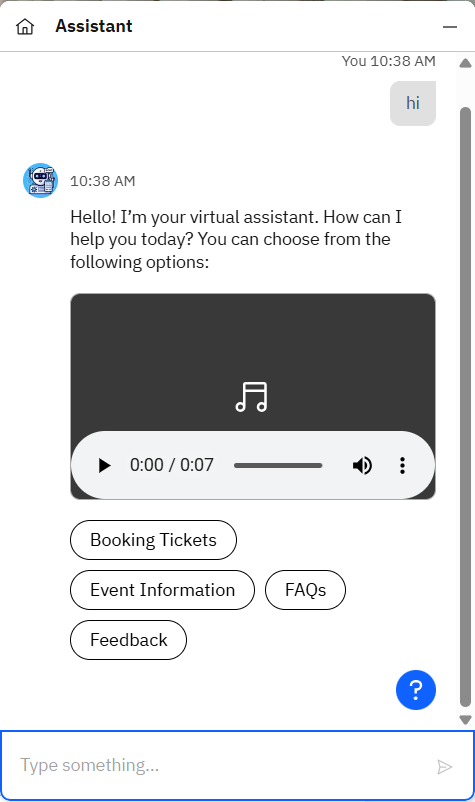 Assistant
You 10:38 AM
hi
10:38 AM
Hello! I’m your virtual assistant. How can I
help you today? You can choose from the
following options:
0:00 / 0:07
Booking Tickets
Event Information FAQs
Feedback
?
Type something...